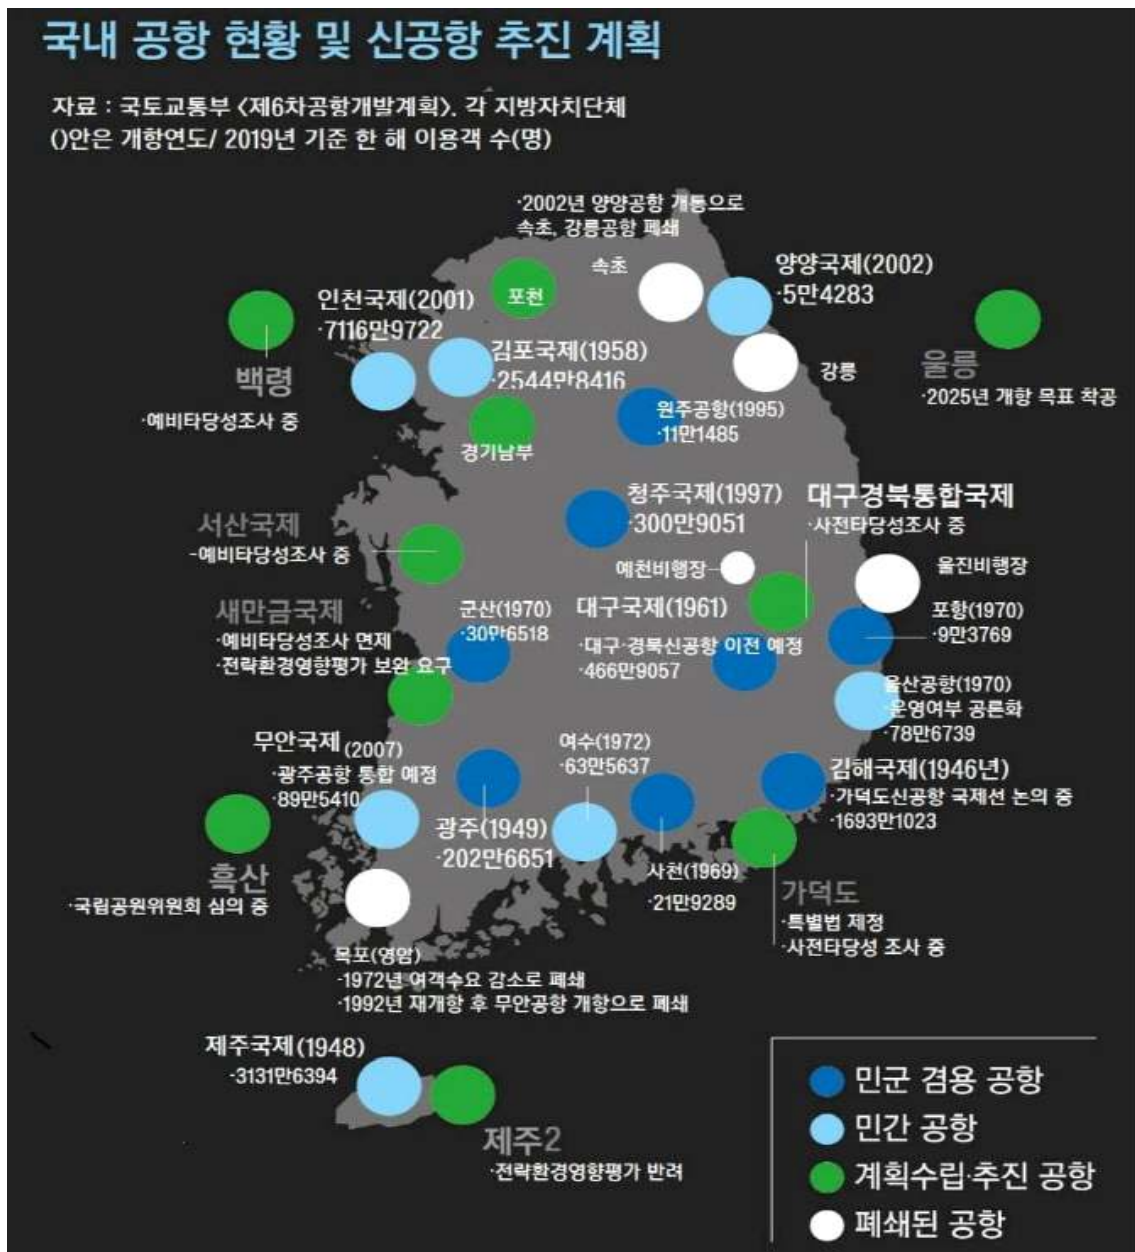 국내 공항 현황 및 신공항 추진 계획
자료 : 국토교통부 <제6차공항개발계획>, 각 지방자치단체
()안은 개항연도/ 2019년 기준 한 해 이용객 수(명)
·2002년 양양공항 개통으로
속초, 강릉공항 폐쇄
속초
양양국제(2002)
·5만4283
포천
인천국제(2001)
·7116만9722
백령
·예비타당성조사 중
김포국제(1958)
·2544만8416
강릉
울릉
·2025년 개항 목표 착공
원주공항(1995)
·11만1485
경기남부
청주국제(1997)
·300만9051
대구경북통합국제
·사전타당성조사 중
서산국제
-예비타당성조사 중
예천비행장
울진비행장
새만금국제
·예비타당성조사 면제
·전략환경영향평가 보완 요구
군산(1970)
·30만6518
대구국제(1961)
·대구·경북신공항 이전 예정
·466만9057
포항(1970)
·9만3769
울산공항(1970)
·운영여부 공론화
·78만6739
무안국제(2007)
·광주공항 통합 예정
·89만5410
여수(1972)
·63만5637
김해국제(1946년)
·가덕도신공항 국제선 논의 중
·1693만1023
광주(1949)
·202만6651
흑산
·국립공원위원회 심의 중
사천(1969)
·21만9289
가덕도
·특별법 제정
·사전타당성 조사 중
목포(영암)
·1972년 여객수요 감소로 폐쇄
·1992년 재개항 후 무안공항 개항으로 폐쇄
제주국제(1948)
·3131만6394
제주2
·전략환경영향평가 반려
민군 겸용 공항
민간 공항
계획수립·추진 공항
폐쇄된 공항